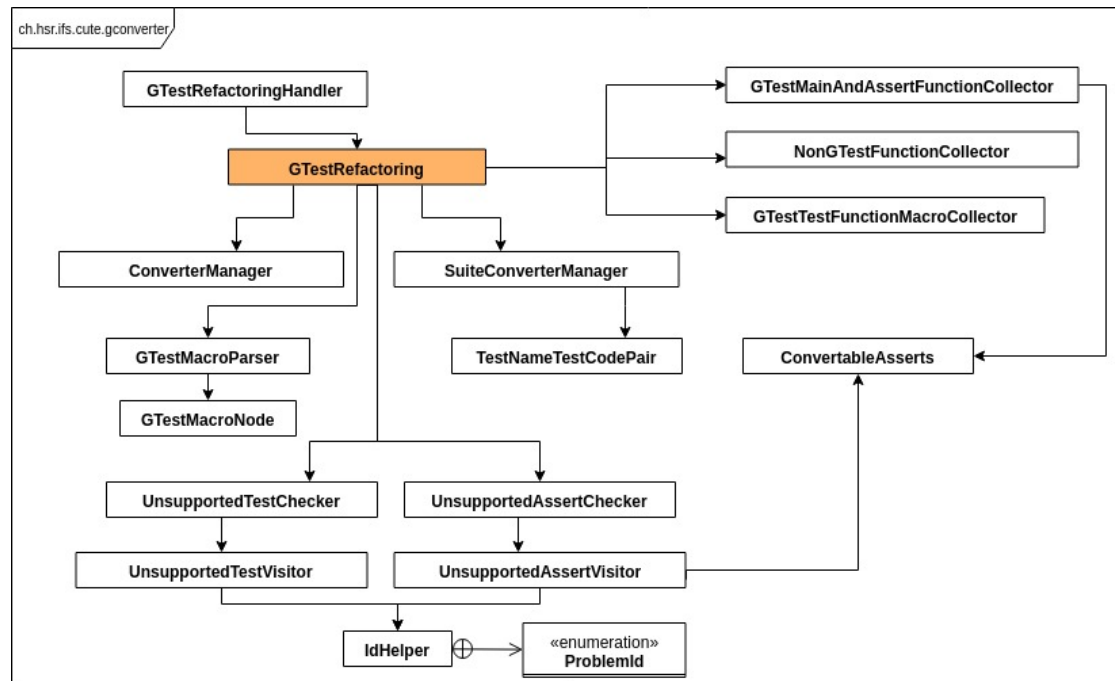 ch.hsr.ifs.cute.gconverter
GTestRefactoringHandler
GTestMainAndAssertFunctionCollector
GTestRefactoring
NonGTestFunctionCollector
GTestTestFunctionMacroCollector
ConverterManager
SuiteConverterManager
GTestMacroParser
TestNameTestCodePair
ConvertableAsserts
GTestMacroNode
UnsupportedTestChecker
UnsupportedAssertChecker
UnsupportedTestVisitor
UnsupportedAssertVisitor
IdHelper
«enumeration»
ProblemId